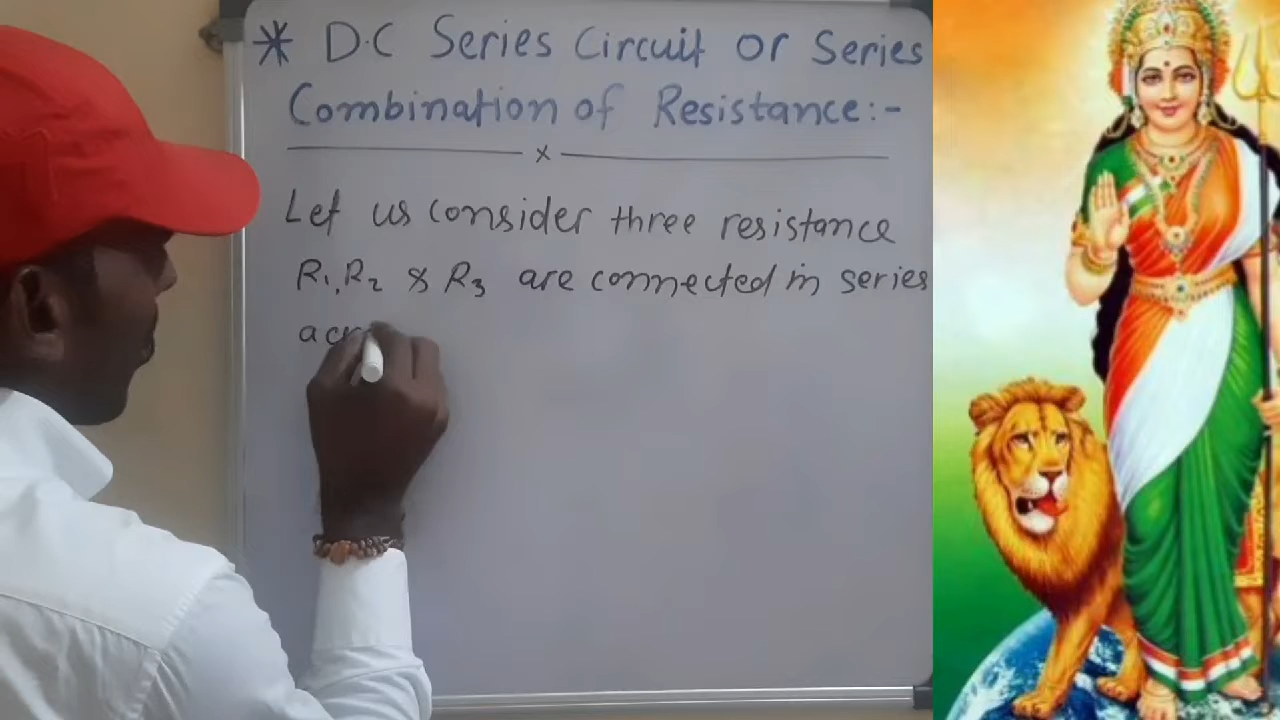 * D.C Series Circuit or Series
Combination of Resistance:-
x
Let us consider three resistance
R₁, R₂ & R₃ are connected in series
acr